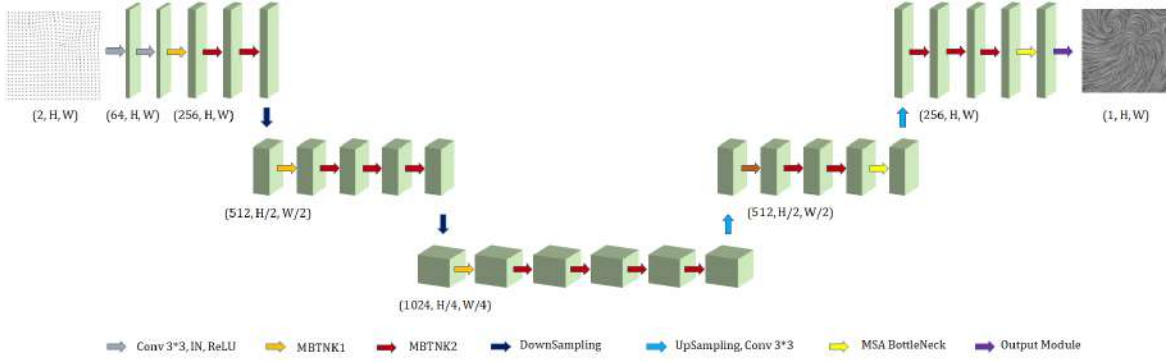 (2, H, W) (64, H, W) (256, H, W) (256, H, W) (1, H, W)
(512, H/2, W/2) (512, H/2, W/2)
(1024, H/4, W/4)
Conv 3*3, IN, ReLU MBTNK1 MBTNK2 DownSampling UpSampling, Conv 3*3 MSA BottleNeck Output Module